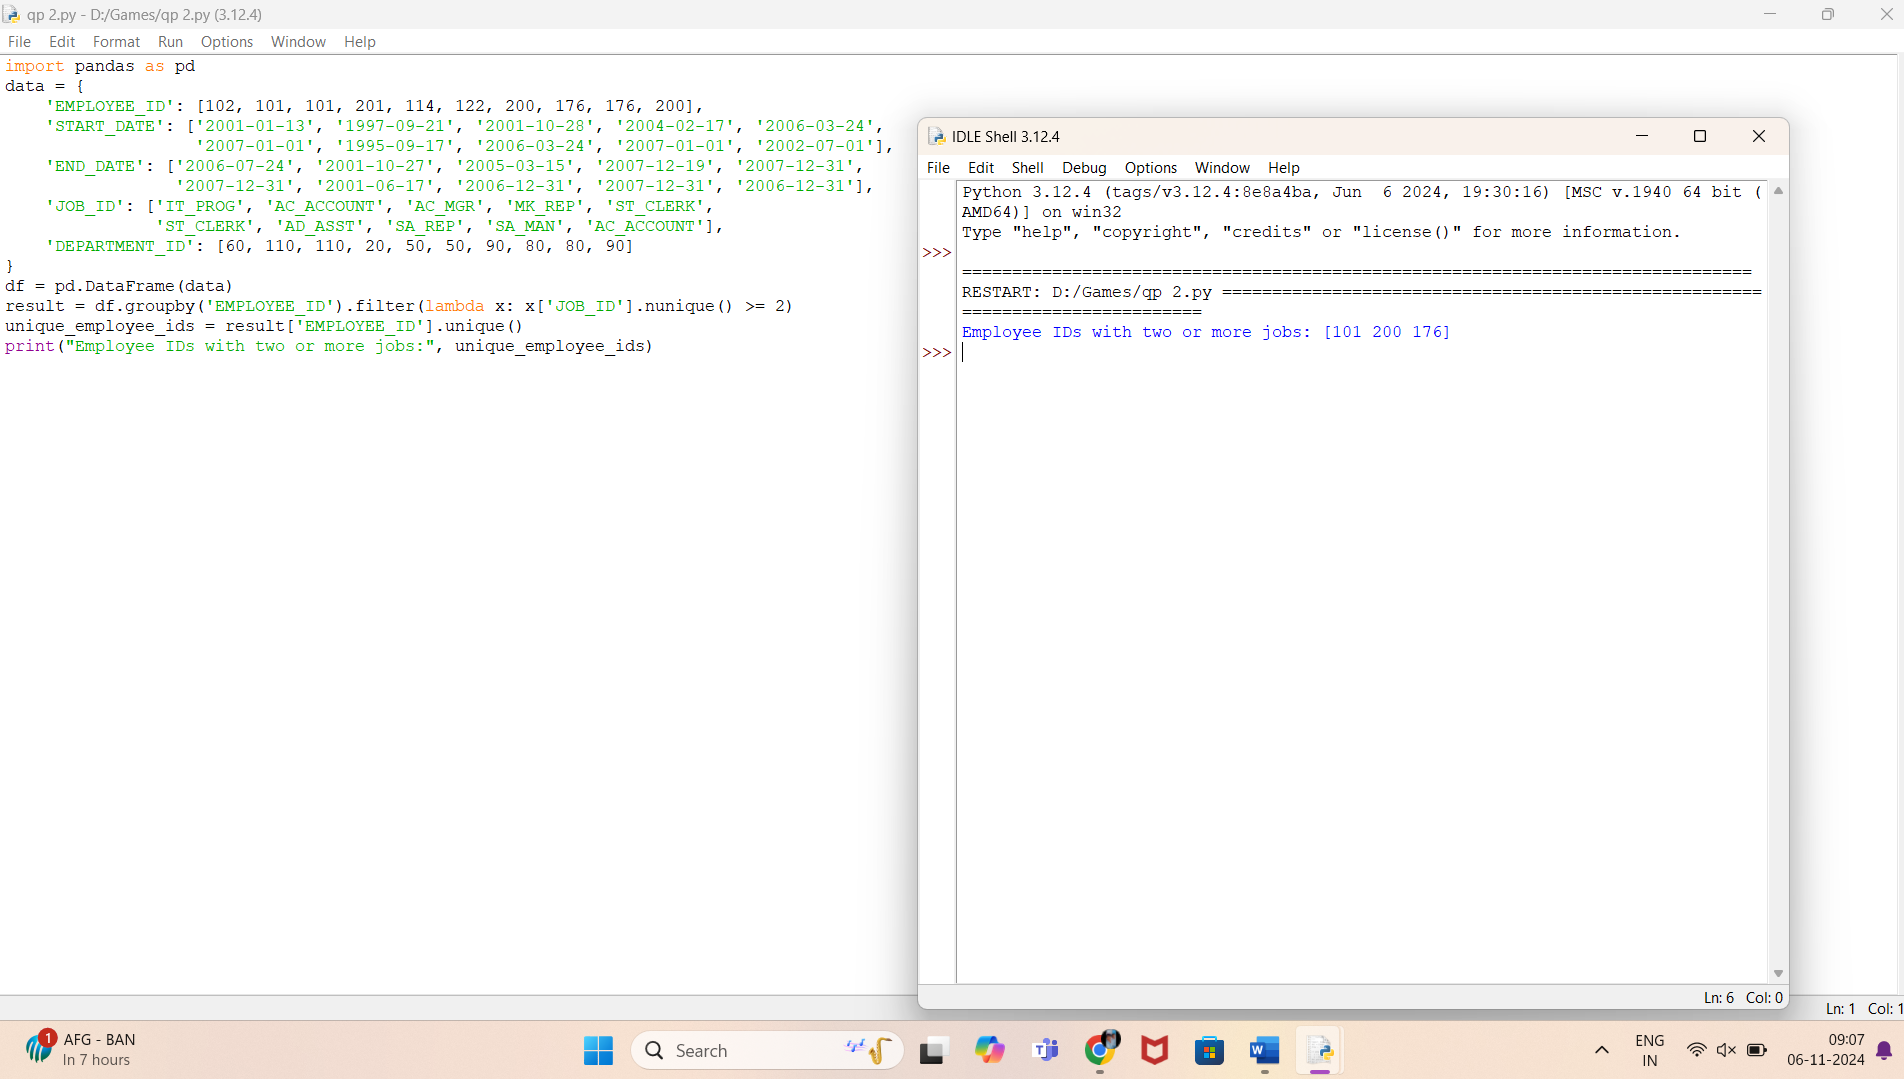 qp 2.py - D:/Games/qp 2.py (3.12.4)
File Edit Format Run Options Window Help
import pandas as pd
data = {
    'EMPLOYEE_ID': [102, 101, 101, 201, 114, 122, 200, 176, 176, 200],
    'START_DATE': ['2001-01-13', '1997-09-21', '2001-10-28', '2004-02-17', '2006-03-24',
                   '2007-01-01', '1995-09-17', '2006-03-24', '2007-01-01', '2002-07-01'],
    'END_DATE': ['2006-07-24', '2001-10-27', '2005-03-15', '2007-12-19', '2007-12-31',
                 '2007-12-31', '2001-06-17', '2006-12-31', '2007-12-31', '2006-12-31'],
    'JOB_ID': ['IT_PROG', 'AC_ACCOUNT', 'AC_MGR', 'MK_REP', 'ST_CLERK',
               'ST_CLERK', 'AD_ASST', 'SA_REP', 'SA_MAN', 'AC_ACCOUNT'],
    'DEPARTMENT_ID': [60, 110, 110, 20, 50, 50, 90, 80, 80, 90]
}
df = pd.DataFrame(data)
result = df.groupby('EMPLOYEE_ID').filter(lambda x: x['JOB_ID'].nunique() >= 2)
unique_employee_ids = result['EMPLOYEE_ID'].unique()
print("Employee IDs with two or more jobs:", unique_employee_ids)
IDLE Shell 3.12.4
File Edit Shell Debug Options Window Help
Python 3.12.4 (tags/v3.12.4:8e8a4ba, Jun  6 2024, 19:30:16) [MSC v.1940 64 bit (
AMD64)] on win32
Type "help", "copyright", "credits" or "license()" for more information.
>>>
===============================================================================
RESTART: D:/Games/qp 2.py ======================================================
========================
Employee IDs with two or more jobs: [101 200 176]
>>>
Ln: 6 Col: 0
Ln: 1 Col: 1
1
AFG - BAN
In 7 hours
Search
ENG
IN
09:07
06-11-2024